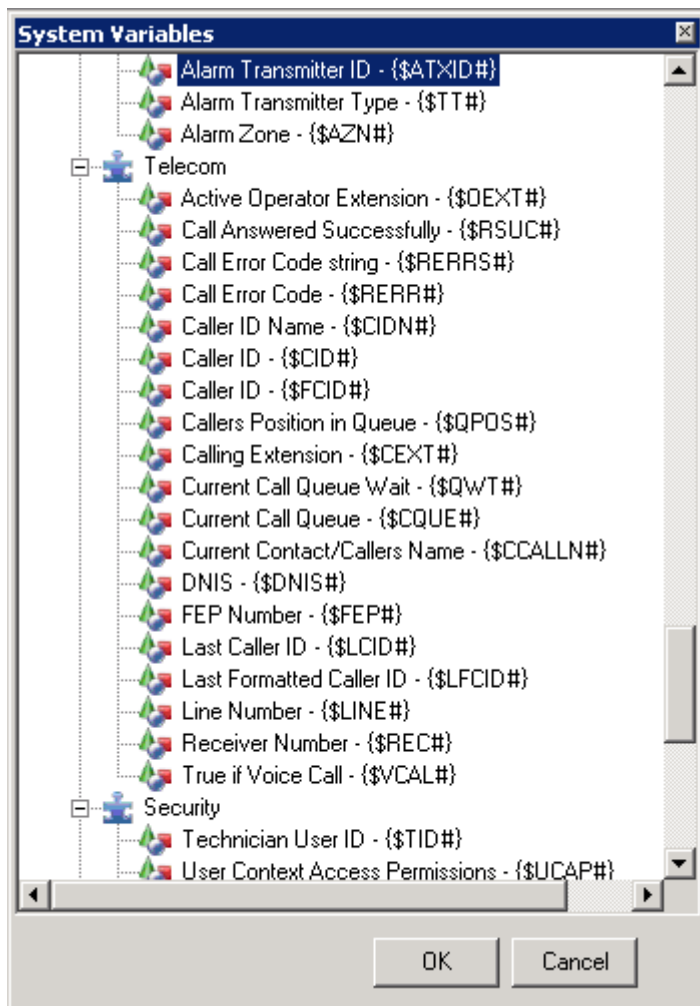 System Variables
Alarm Transmitter ID - {$ATXID#}
Alarm Transmitter Type - {$TT#}
Alarm Zone - {$AZN#}
Telecom
Active Operator Extension - {$OEXT#}
Call Answered Successfully - {$RSUC#}
Call Error Code string - {$RERRS#}
Call Error Code - {$RERR#}
Caller ID Name - {$CIDN#}
Caller ID - {$CID#}
Caller ID - {$FCID#}
Callers Position in Queue - {$QPOS#}
Calling Extension - {$CEXT#}
Current Call Queue Wait - {$QWT#}
Current Call Queue - {$CQUE#}
Current Contact/Callers Name - {$CCALLN#}
DNIS - {$DNIS#}
FEP Number - {$FEP#}
Last Caller ID - {$LCID#}
Last Formatted Caller ID - {$LFCID#}
Line Number - {$LINE#}
Receiver Number - {$REC#}
True if Voice Call - {$VCAL#}
Security
Technician User ID - {$TID#}
User Context Access Permissions - {$UCAP#}
OK Cancel